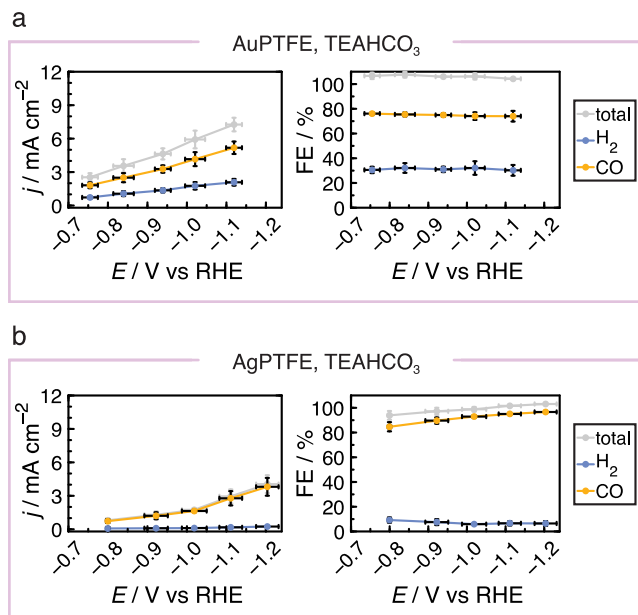 a
AuPTFE, TEAHCO₃
12
9
6
3
0
j / mA cm⁻²
−0.7
−0.8
−0.9
−1.0
−1.1
−1.2
E / V vs RHE
100
80
60
40
20
0
FE / %
−0.7
−0.8
−0.9
−1.0
−1.1
−1.2
E / V vs RHE
total
H₂
CO
b
AgPTFE, TEAHCO₃
12
9
6
3
0
j / mA cm⁻²
−0.7
−0.8
−0.9
−1.0
−1.1
−1.2
E / V vs RHE
100
80
60
40
20
0
FE / %
−0.7
−0.8
−0.9
−1.0
−1.1
−1.2
E / V vs RHE
total
H₂
CO